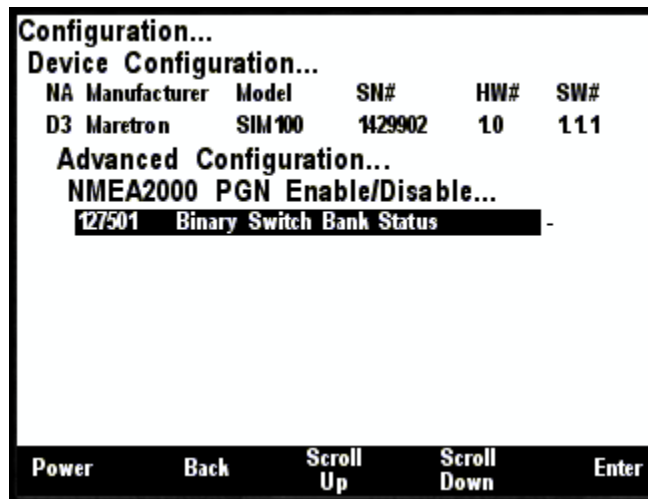 Configuration...
Device Configuration...
NA Manufacturer Model SN# HW# SW#
D3 Maretron SIM100 1429902 1.0 1.1.1
Advanced Configuration...
NMEA2000 PGN Enable/Disable...
127501 Binary Switch Bank Status -
Power Back Scroll Up Scroll Down Enter